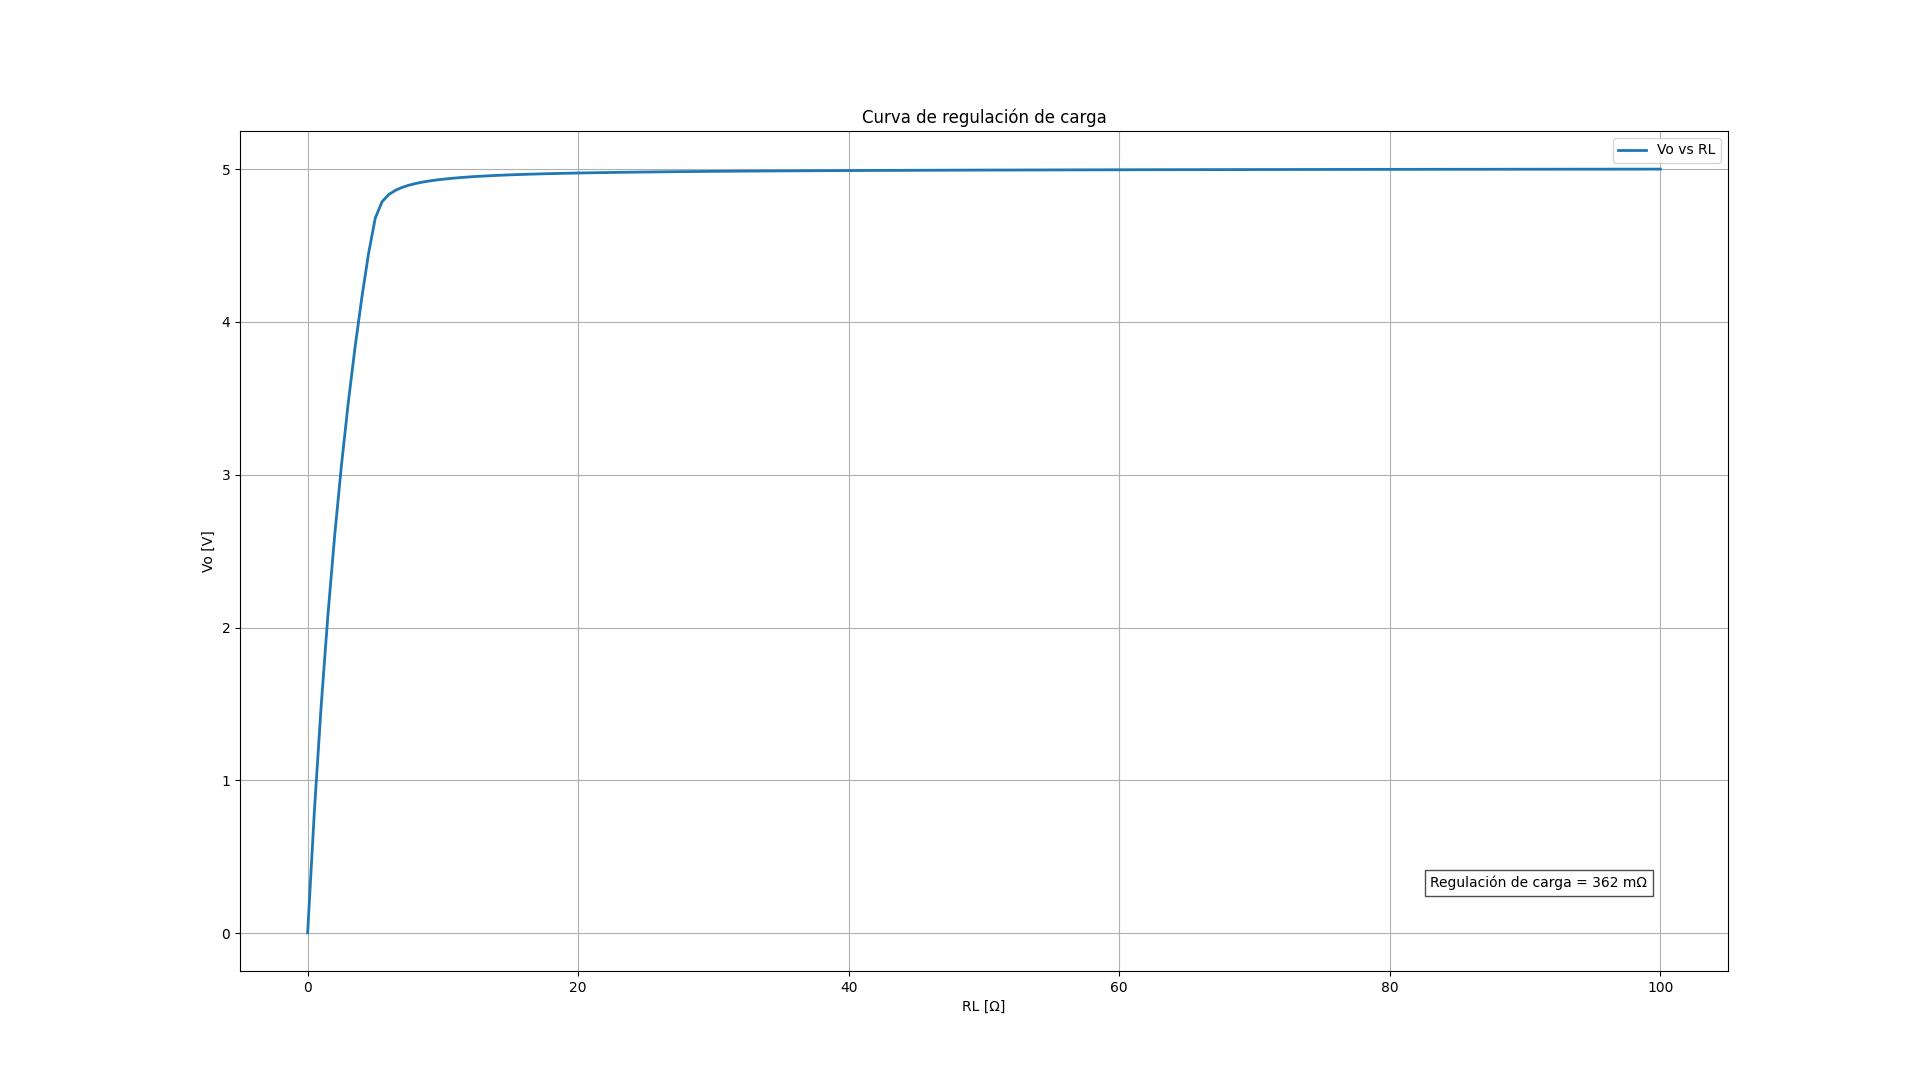 Curva de regulación de carga
Vo vs RL
5
4
3
2
1
0
Vo [V]
Regulación de carga = 362 mΩ
0 20 40 60 80 100
RL [Ω]